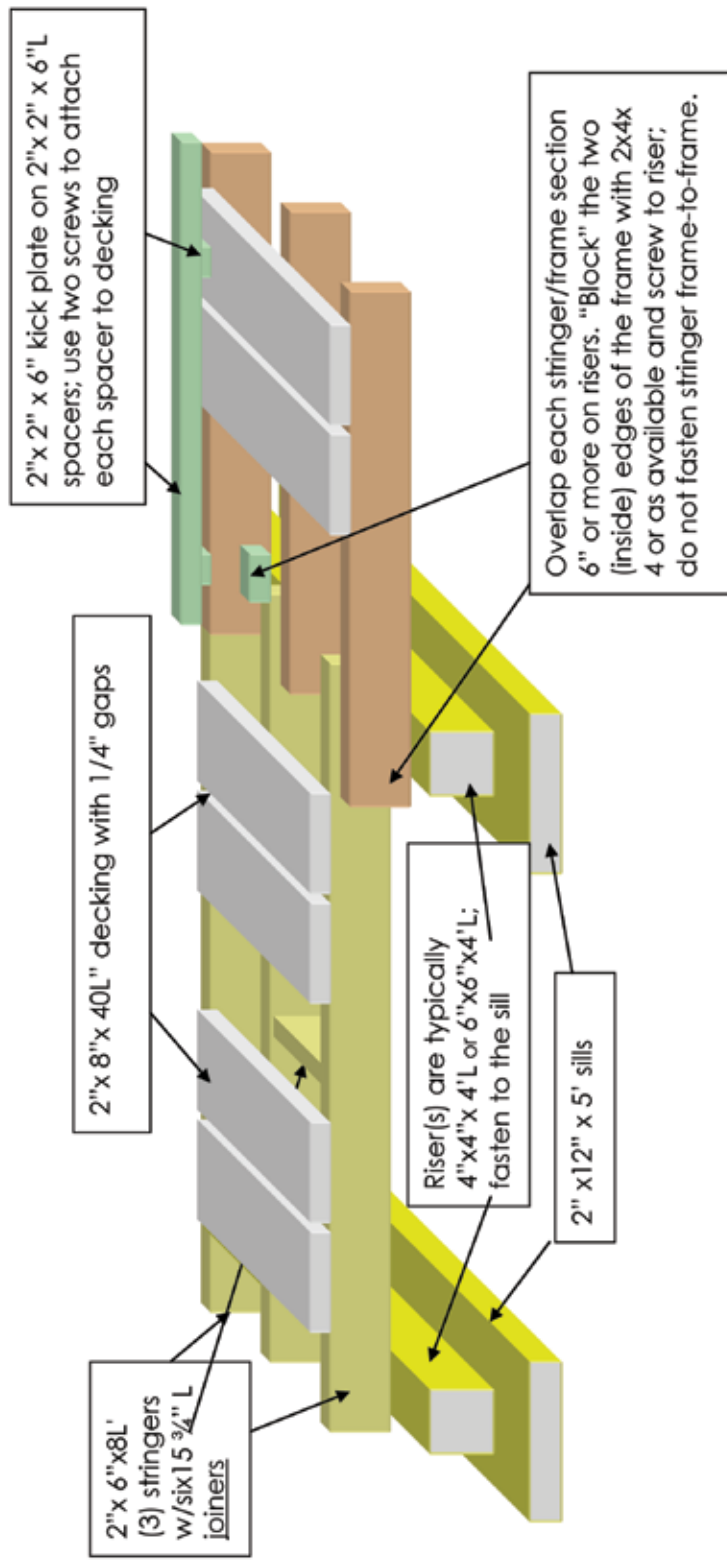 2"x 6"x8L'
(3) stringers
w/six15 ¾" L
joiners
2"x 8"x 40L" decking with 1/4" gaps
2"x 2" x 6" kick plate on 2"x 2" x 6"L
spacers; use two screws to attach
each spacer to decking
Riser(s) are typically
4"x4"x 4'L or 6"x6"x4'L;
fasten to the sill
2" x12" x 5' sills
Overlap each stringer/frame section
6" or more on risers. "Block" the two
(inside) edges of the frame with 2x4x
4 or as available and screw to riser;
do not fasten stringer frame-to-frame.